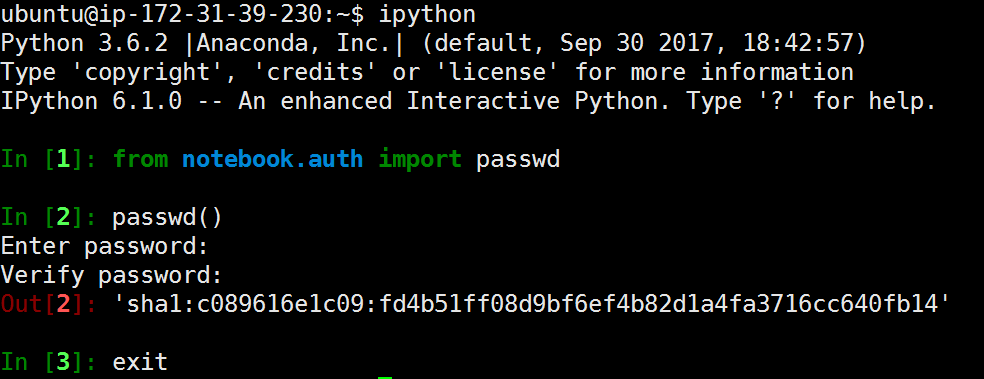 ubuntu@ip-172-31-39-230:~$ ipython
Python 3.6.2 |Anaconda, Inc.| (default, Sep 30 2017, 18:42:57)
Type 'copyright', 'credits' or 'license' for more information
IPython 6.1.0 -- An enhanced Interactive Python. Type '?' for help.
In [1]: from notebook.auth import passwd
In [2]: passwd()
Enter password:
Verify password:
Out[2]: 'sha1:c089616e1c09:fd4b51ff08d9bf6ef4b82d1a4fa3716cc640fb14'
In [3]: exit